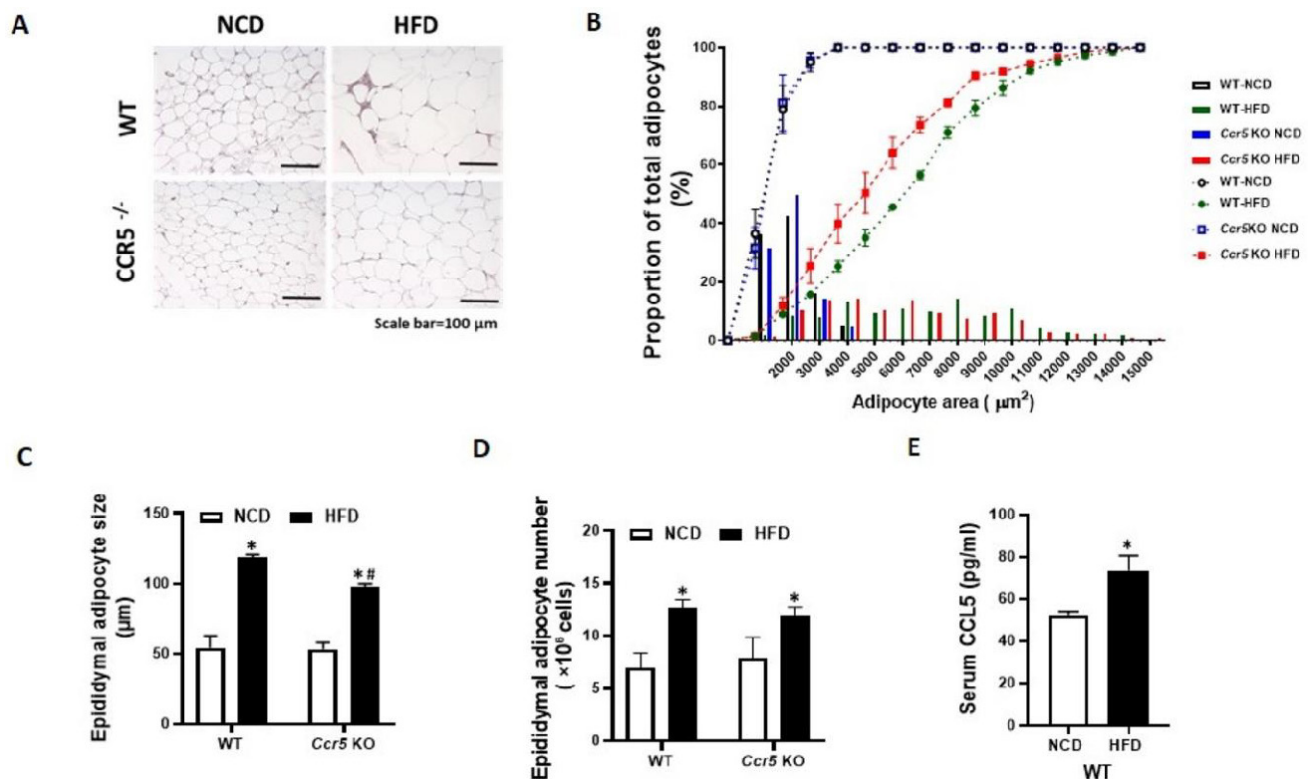 A
NCD
HFD
WT
CCR5 -/-
Scale bar=100 µm
B
Proportion of total adipocytes
(%)
100
80
60
40
20
0
2000
3000
4000
5000
6000
7000
8000
9000
10000
11000
12000
13000
14000
15000
Adipocyte area ( µm²)
WT-NCD
WT-HFD
Ccr5 KO NCD
Ccr5 KO HFD
WT-NCD
WT-HFD
Ccr5KO NCD
Ccr5 KO HFD
C
Epididymal adipocyte size
(µm)
150
100
50
0
NCD
HFD
*
*#
WT
Ccr5 KO
D
Epididymal adipocyte number
( ×10⁶ cells)
20
15
10
5
0
NCD
HFD
*
*
WT
Ccr5 KO
E
Serum CCL5 (pg/ml)
100
80
60
40
20
0
*
NCD
HFD
WT